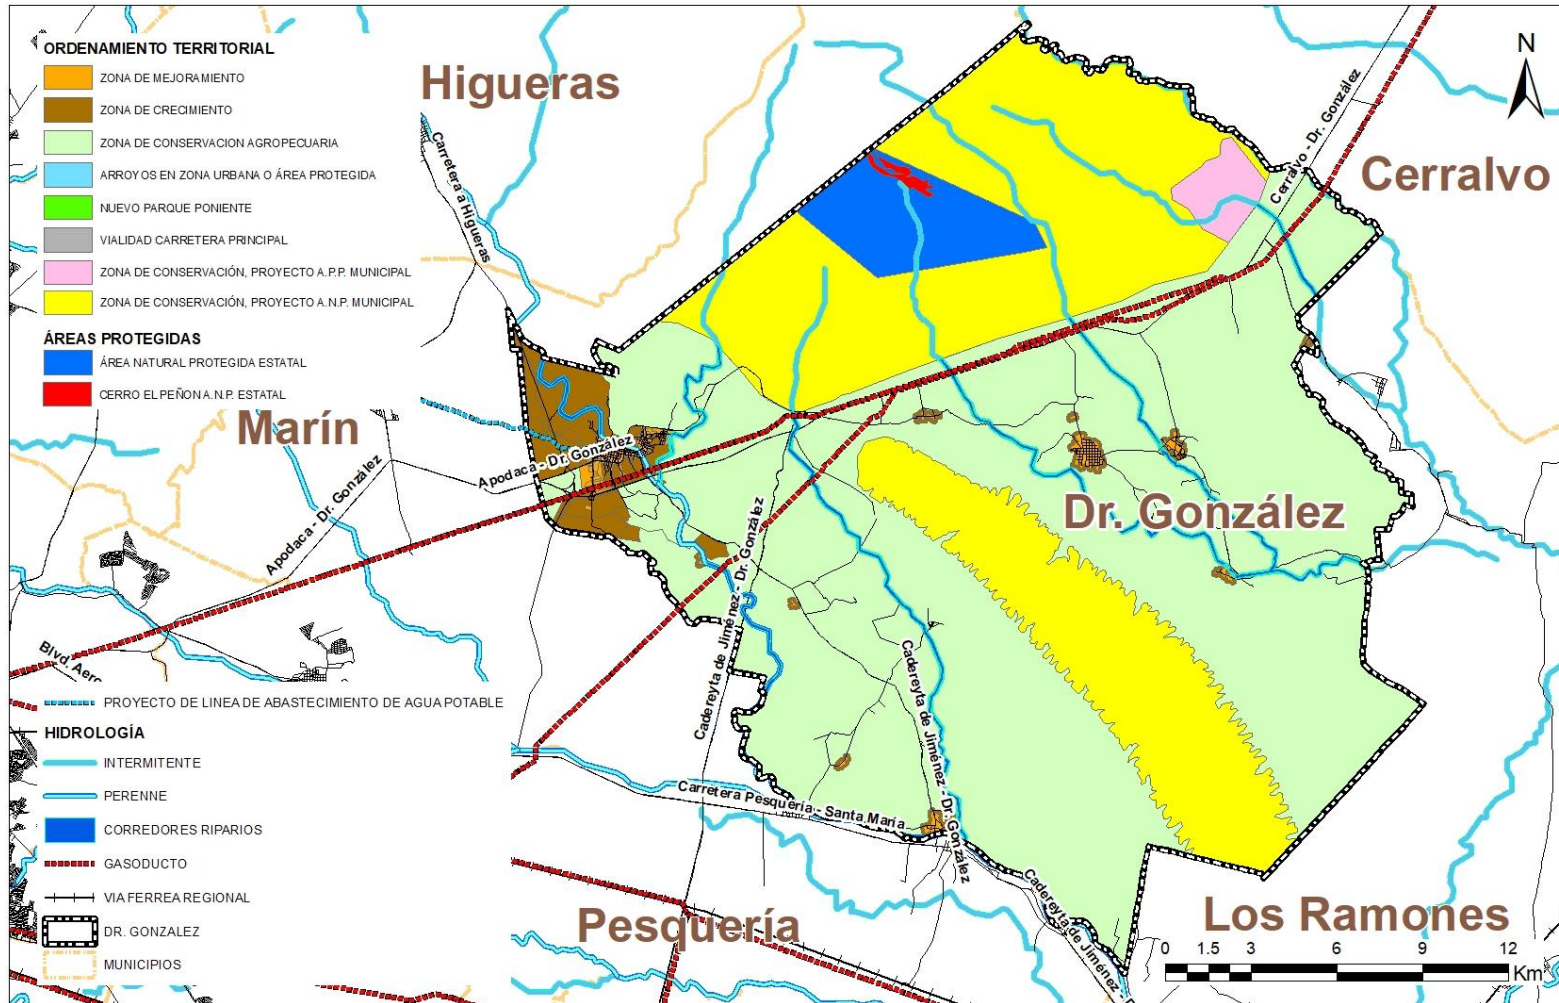 ORDENAMIENTO TERRITORIAL
ZONA DE MEJORAMIENTO
ZONA DE CRECIMIENTO
ZONA DE CONSERVACION AGROPECUARIA
ARROYOS EN ZONA URBANA O ÁREA PROTEGIDA
NUEVO PARQUE PONIENTE
VIALIDAD CARRETERA PRINCIPAL
ZONA DE CONSERVACIÓN, PROYECTO A.P.P. MUNICIPAL
ZONA DE CONSERVACIÓN, PROYECTO A.N.P. MUNICIPAL
ÁREAS PROTEGIDAS
ÁREA NATURAL PROTEGIDA ESTATAL
CERRO EL PEÑON A.N.P. ESTATAL
PROYECTO DE LINEA DE ABASTECIMIENTO DE AGUA POTABLE
HIDROLOGÍA
INTERMITENTE
PERENNE
CORREDORES RIPARIOS
GASODUCTO
VIA FERREA REGIONAL
DR. GONZALEZ
MUNICIPIOS
Higueras
Carretera a Higueras
N
Cerralvo - Dr. González
Cerralvo
Marín
Apodaca - Dr. González
Apodaca - Dr. González
Blvd. Aero
Dr. González
Cadereyta de Jiménez - Dr. González
Cadereyta de Jiménez - Dr. González
Carretera Pesquería - Santa María
Cadereyta de Jiménez -
Pesquería
Los Ramones
0 1.5 3 6 9 12
Km